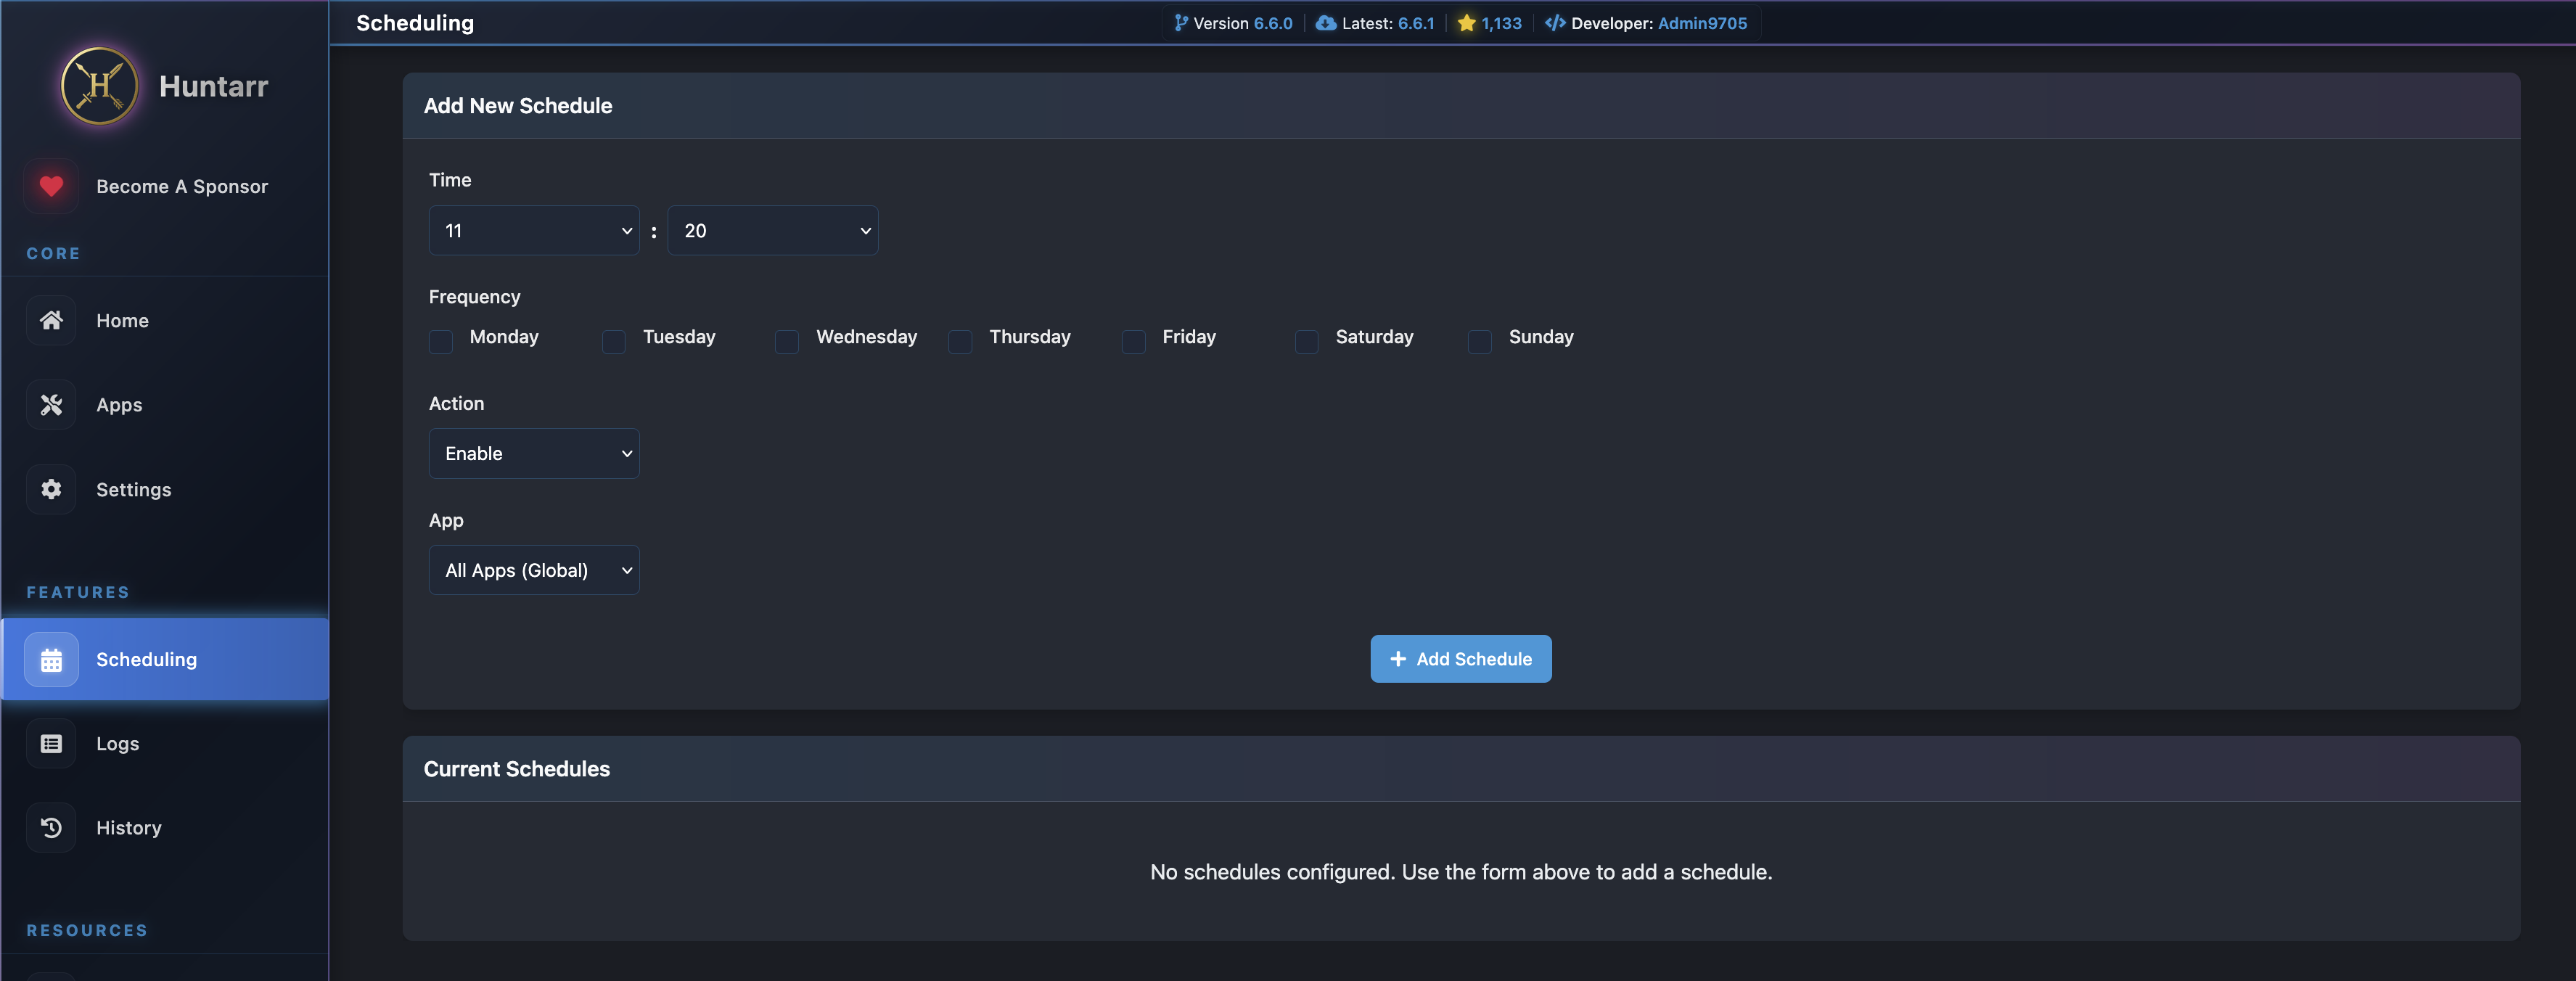 Scheduling
Version 6.6.0 Latest: 6.6.1 1,133 Developer: Admin9705
H
Huntarr
Become A Sponsor
CORE
Home
Apps
Settings
FEATURES
Scheduling
Logs
History
RESOURCES
Add New Schedule
Time
11 : 20
Frequency
Monday Tuesday Wednesday Thursday Friday Saturday Sunday
Action
Enable
App
All Apps (Global)
Add Schedule
Current Schedules
No schedules configured. Use the form above to add a schedule.